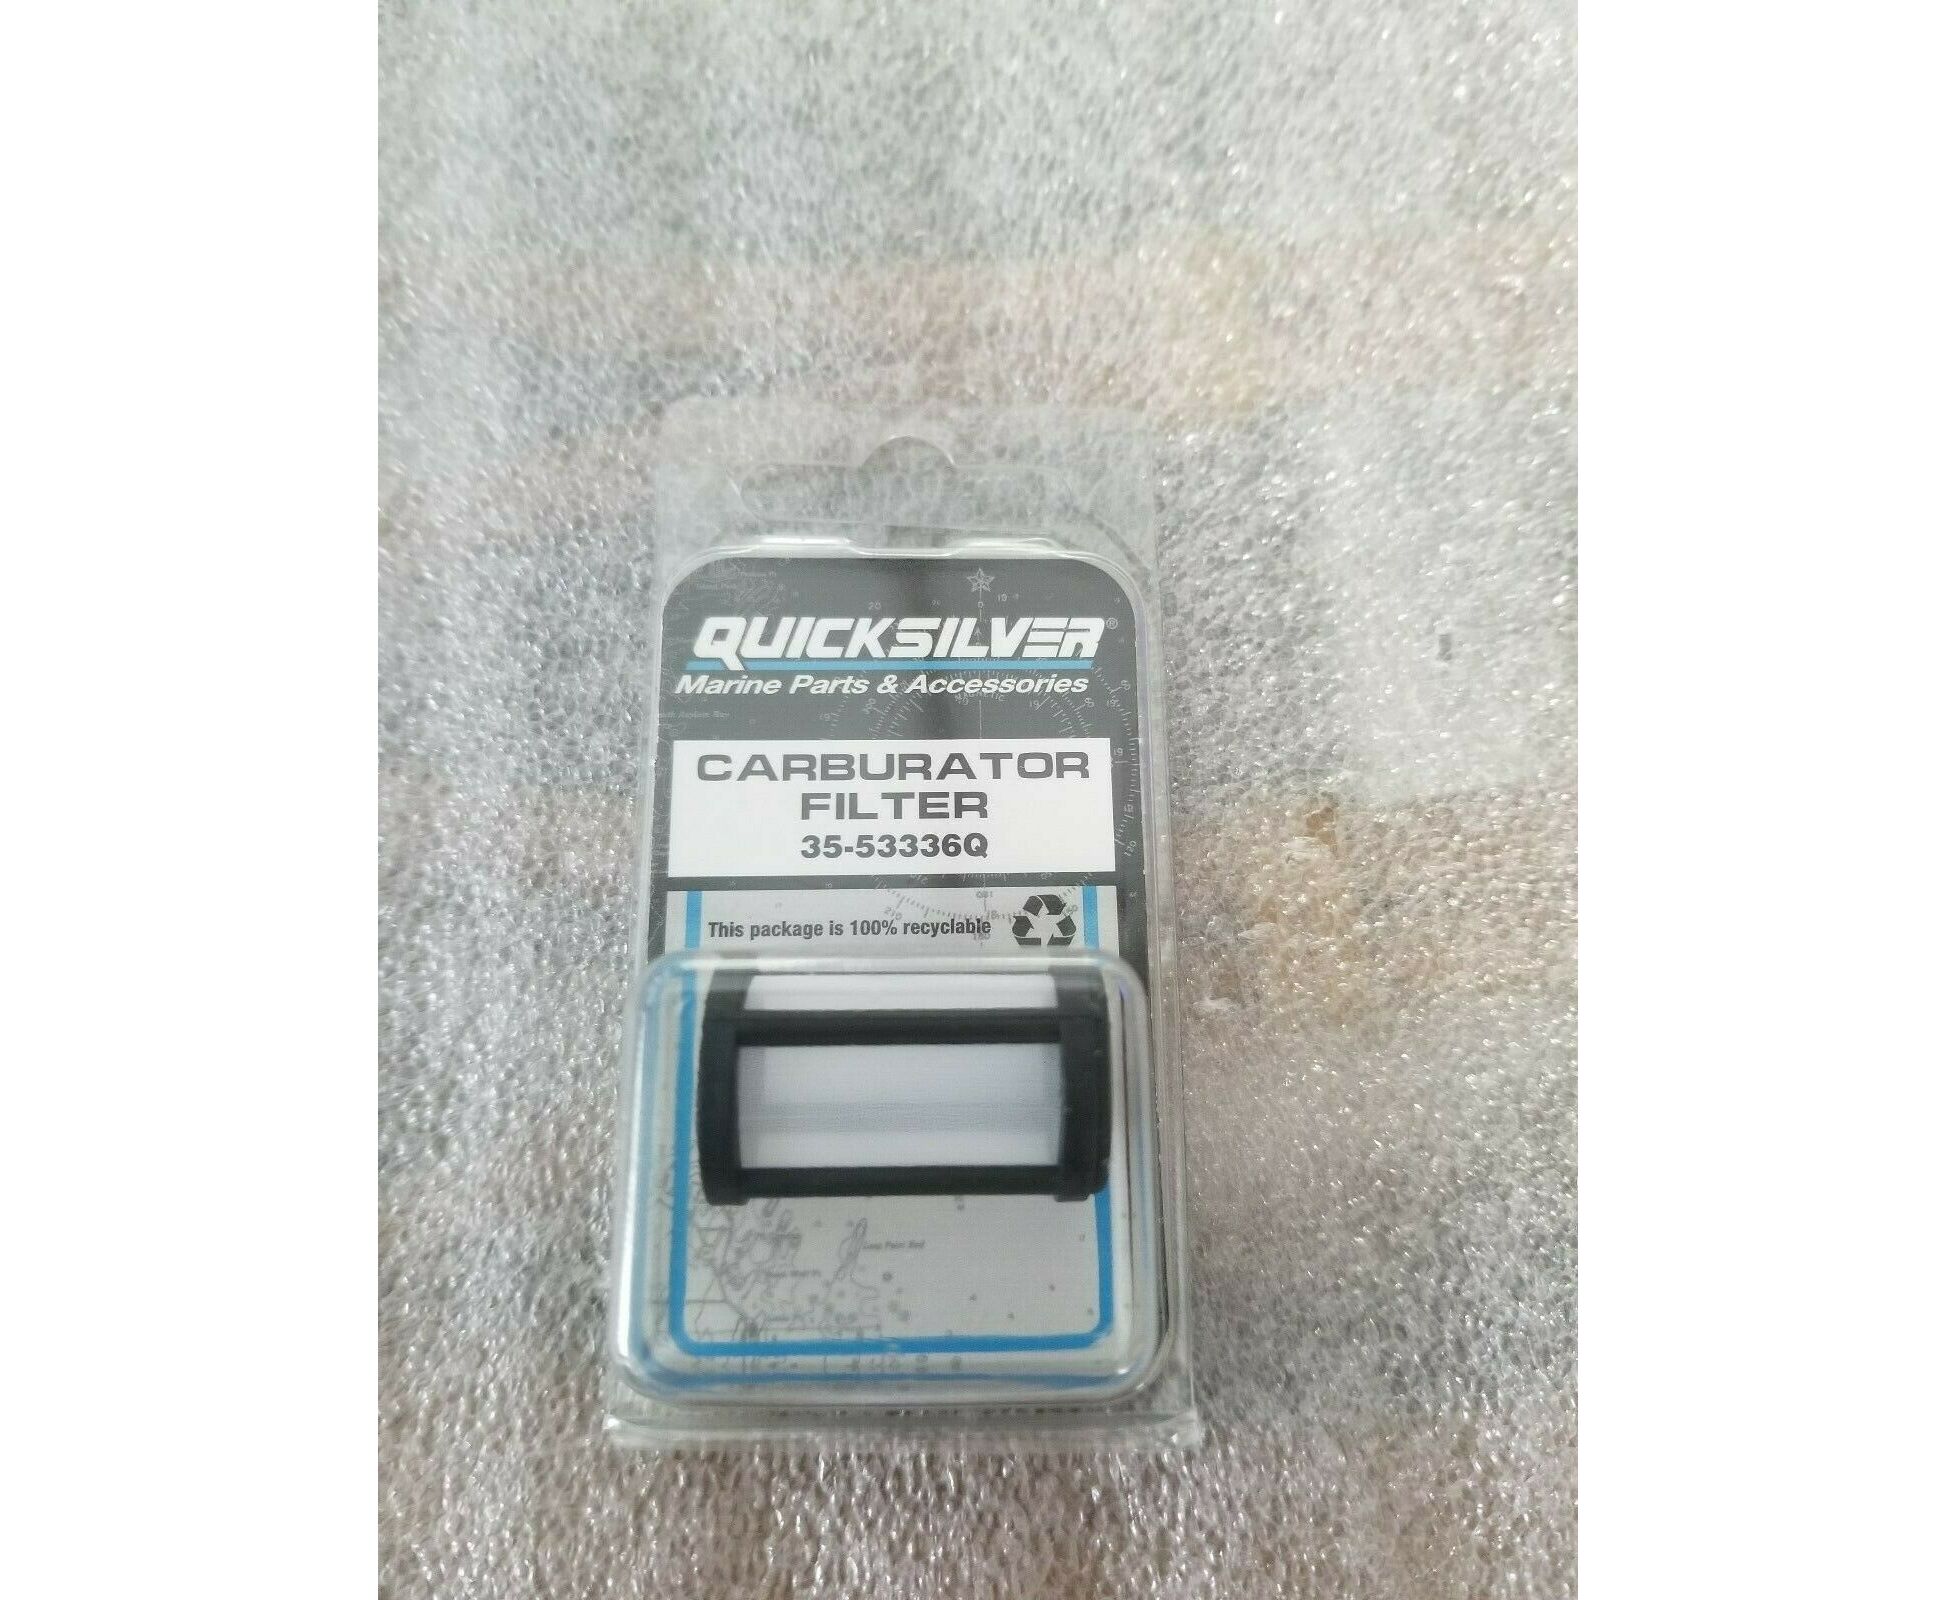 QUICKSILVER®
Marine Parts & Accessories
CARBURATOR
FILTER
35-53336Q
This package is 100% recyclable